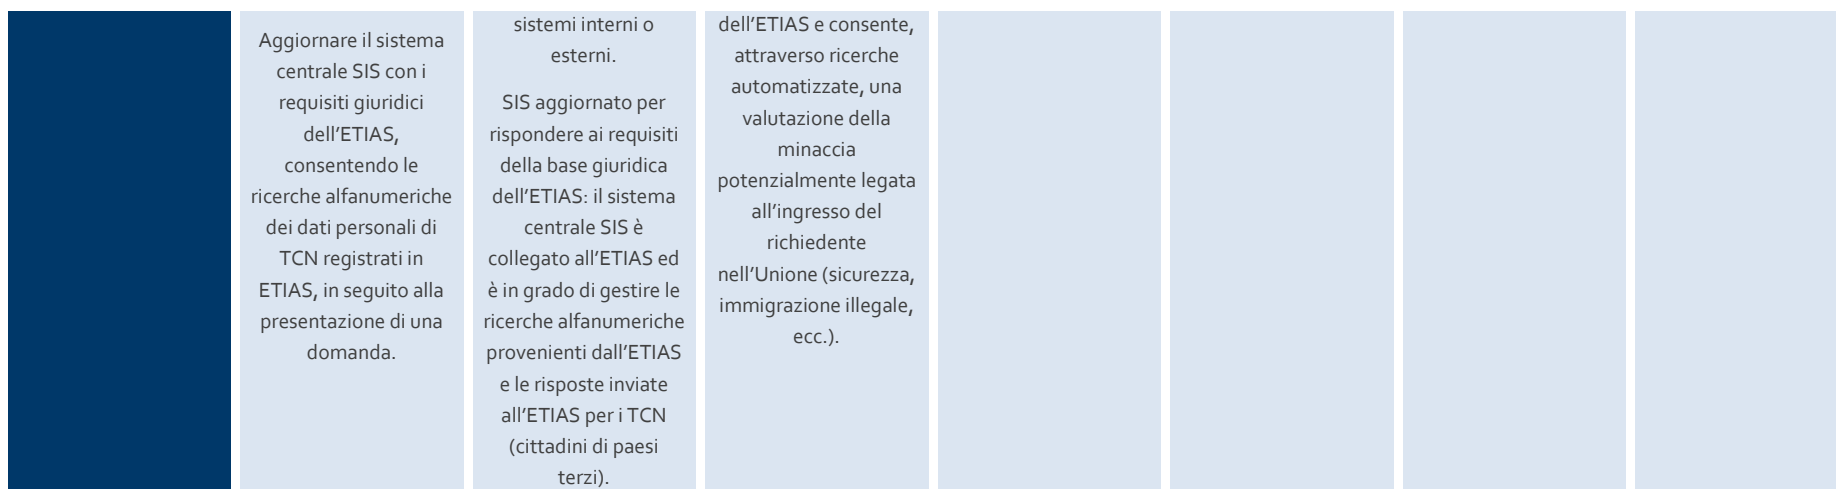 Aggiornare il sistema
centrale SIS con i
requisiti giuridici
dell’ETIAS,
consentendo le
ricerche alfanumeriche
dei dati personali di
TCN registrati in
ETIAS, in seguito alla
presentazione di una
domanda.
sistemi interni o
esterni.
SIS aggiornato per
rispondere ai requisiti
della base giuridica
dell’ETIAS: il sistema
centrale SIS è
collegato all’ETIAS ed
è in grado di gestire le
ricerche alfanumeriche
provenienti dall’ETIAS
e le risposte inviate
all’ETIAS per i TCN
(cittadini di paesi
terzi).
dell’ETIAS e consente,
attraverso ricerche
automatizzate, una
valutazione della
minaccia
potenzialmente legata
all’ingresso del
richiedente
nell’Unione (sicurezza,
immigrazione illegale,
ecc.).